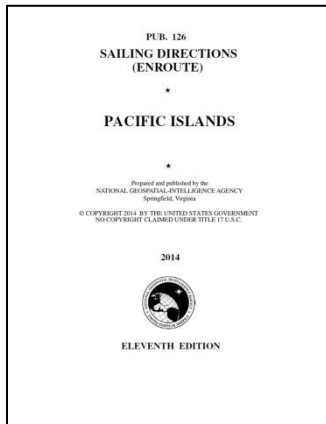 PUB. 126
SAILING DIRECTIONS
(ENROUTE)
★
PACIFIC ISLANDS
★
Prepared and published by the
NATIONAL GEOSPATIAL-INTELLIGENCE AGENCY
Springfield, Virginia
© COPYRIGHT 2014 BY THE UNITED STATES GOVERNMENT
NO COPYRIGHT CLAIMED UNDER TITLE 17 U.S.C.
2014
ELEVENTH EDITION